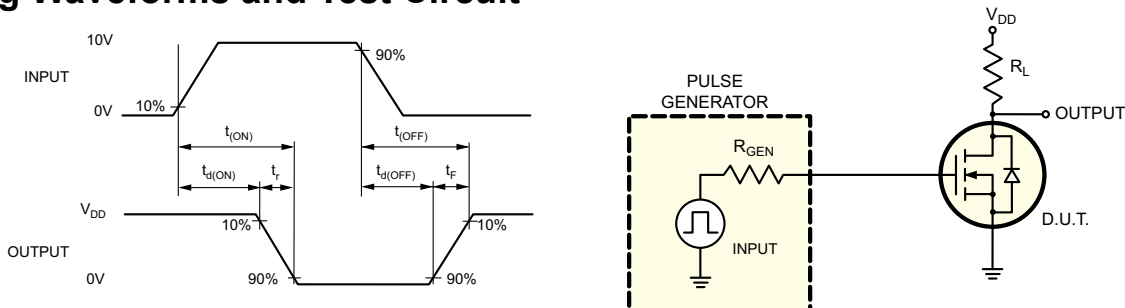 g Waveforms and Test Circuit
10V
INPUT
0V
10%
90%
t(ON)
t(OFF)
td(ON)
tr
td(OFF)
tF
VDD
OUTPUT
0V
10%
90%
90%
10%
PULSE
GENERATOR
RGEN
INPUT
VDD
RL
OUTPUT
D.U.T.